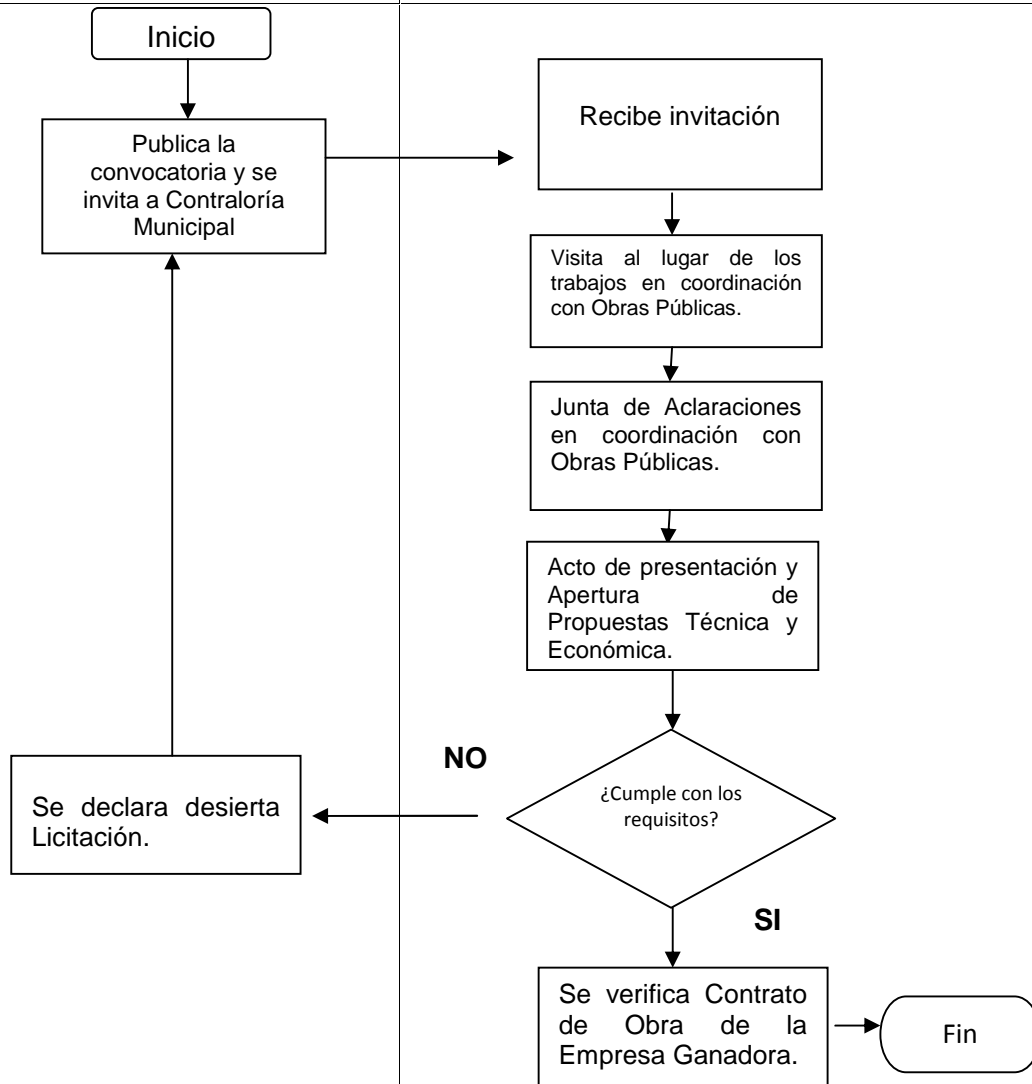 Inicio
Publica la
convocatoria y se
invita a Contraloría
Municipal
Recibe invitación
Visita al lugar de los
trabajos en coordinación
con Obras Públicas.
Junta de Aclaraciones
en coordinación con
Obras Públicas.
Acto de presentación y
Apertura de
Propuestas Técnica y
Económica.
¿Cumple con los
requisitos?
NO
Se declara desierta
Licitación.
SI
Se verifica Contrato
de Obra de la
Empresa Ganadora.
Fin